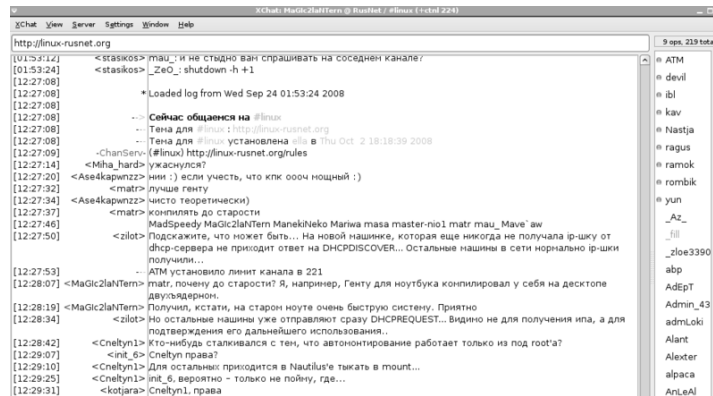 XChat: MaGIc2laNTern @ RusNet / #linux (+ctnl 224)
XChat View Server Settings Window Help
http://linux-rusnet.org
9 ops, 219 tota
[01:53:12] <stasikos> mau_: и не стыдно вам спрашивать на соседнем канале?
[01:53:24] <stasikos> _ZeO_: shutdown -h +1
[12:27:08]
[12:27:08] * Loaded log from Wed Sep 24 01:53:24 2008
[12:27:08]
[12:27:08] --> Сейчас общаемся на #linux
[12:27:08] --- Тема для #linux : http://linux-rusnet.org
[12:27:08] --- Тема для #linux установлена ella в Thu Oct 2 18:18:39 2008
[12:27:09] -ChanServ- (#linux) http://linux-rusnet.org/rules
[12:27:14] <Miha_hard> ужаснулся?
[12:27:20] <Ase4kapwnzz> нии :) если учесть, что кпк оооч мощный :)
[12:27:32] <matr> лучше генту
[12:27:34] <Ase4kapwnzz> чисто теоретически)
[12:27:37] <matr> компилять до старости
[12:27:46] MadSpeedy MaGIc2laNTern ManekiNeko Mariwa masa master-nio1 matr mau_ Mave`aw
[12:27:50] <zilot> Подскажите, что может быть... На новой машинке, которая еще никогда не получала ip-шку от
dhcp-сервера не приходит ответ на DHCPDISCOVER... Остальные машины в сети нормально ip-шки
получили...
[12:27:53] --- ATM установило лимит канала в 221
[12:28:07] <MaGIc2laNTern> matr, почему до старости? Я, например, Генту для ноутбука компилировал у себя на десктопе
двухъядерном.
[12:28:19] <MaGIc2laNTern> Получил, кстати, на старом ноуте очень быструю систему. Приятно
[12:28:34] <zilot> Но остальные машины уже отправляют сразу DHCPREQUEST... Видимо не для получения ипа, а для
подтверждения его дальнейшего использования..
[12:28:42] <Cneltyn1> Кто-нибудь сталкивался с тем, что автомонтирование работает только из под root'а?
[12:29:07] <init_6> Cneltyn права?
[12:29:10] <Cneltyn1> Для остальных приходится в Nautilus'е тыкать в mount...
[12:29:25] <Cneltyn1> init_6, вероятно - только не пойму, где...
[12:29:31] <kotjara> Cneltyn1, права
ATM
devil
ibl
kav
Nastja
ragus
ramok
rombik
yun
_Az_
_fill
_zloe3390
abp
AdEpT
Admin_43
admLoki
Alant
Alexter
alpaca
AnLeAl